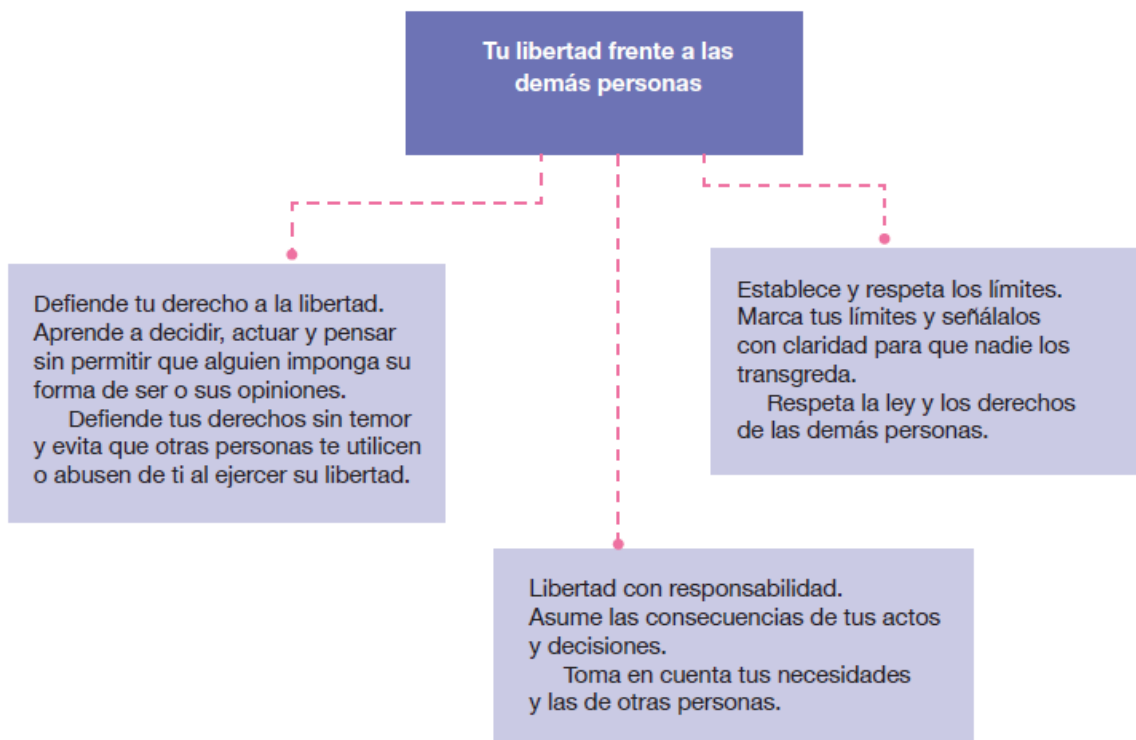 Tu libertad frente a las
demás personas
Defiende tu derecho a la libertad.
Aprende a decidir, actuar y pensar
sin permitir que alguien imponga su
forma de ser o sus opiniones.
Defiende tus derechos sin temor
y evita que otras personas te utilicen
o abusen de ti al ejercer su libertad.
Libertad con responsabilidad.
Asume las consecuencias de tus actos
y decisiones.
Toma en cuenta tus necesidades
y las de otras personas.
Establece y respeta los límites.
Marca tus límites y señálalos
con claridad para que nadie los
transgreda.
Respeta la ley y los derechos
de las demás personas.